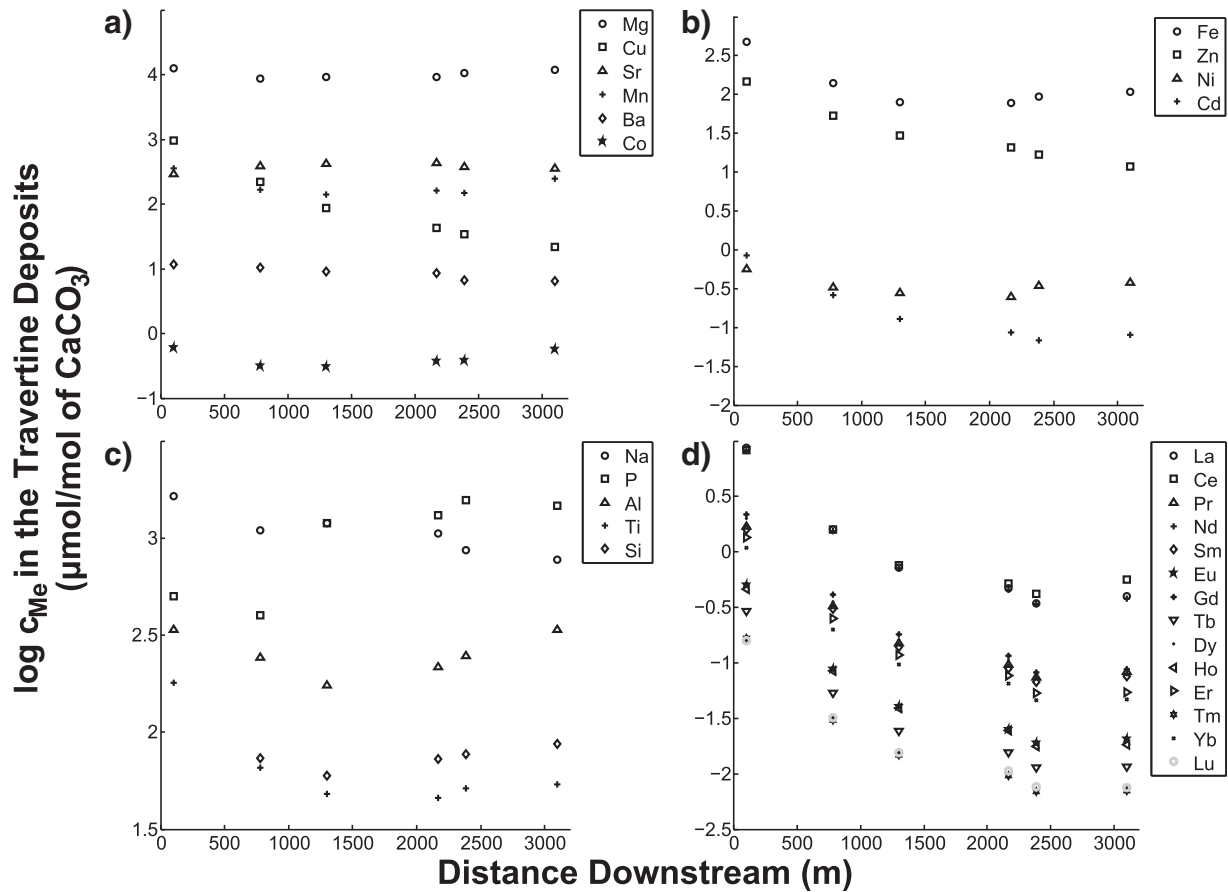 log cMe in the Travertine Deposits
(μmol/mol of CaCO3)
a)
4
3
2
1
0
−1
0 500 1000 1500 2000 2500 3000
Mg
Cu
Sr
Mn
Ba
Co
b)
2.5
2
1.5
1
0.5
0
−0.5
−1
−1.5
−2
0 500 1000 1500 2000 2500 3000
Fe
Zn
Ni
Cd
c)
3
2.5
2
1.5
0 500 1000 1500 2000 2500 3000
Na
P
Al
Ti
Si
d)
0.5
0
−0.5
−1
−1.5
−2
−2.5
0 500 1000 1500 2000 2500 3000
La
Ce
Pr
Nd
Sm
Eu
Gd
Tb
Dy
Ho
Er
Tm
Yb
Lu
Distance Downstream (m)